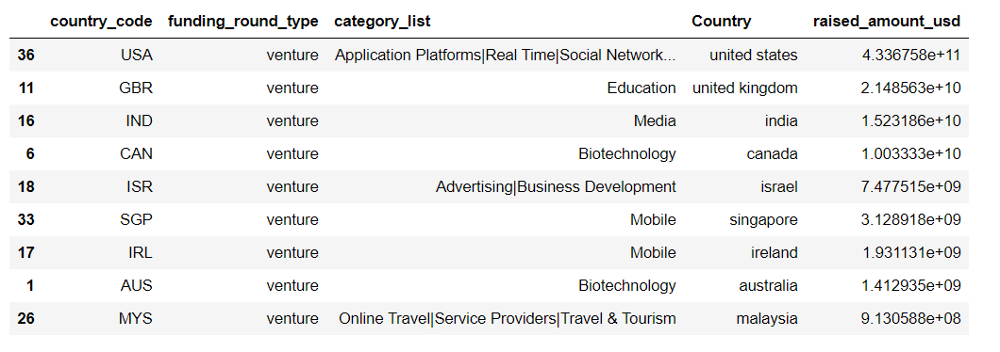 country_code funding_round_type category_list Country raised_amount_usd
36 USA venture Application Platforms|Real Time|Social Network... united states 4.336758e+11
11 GBR venture Education united kingdom 2.148563e+10
16 IND venture Media india 1.523186e+10
6 CAN venture Biotechnology canada 1.003333e+10
18 ISR venture Advertising|Business Development israel 7.477515e+09
33 SGP venture Mobile singapore 3.128918e+09
17 IRL venture Mobile ireland 1.931131e+09
1 AUS venture Biotechnology australia 1.412935e+09
26 MYS venture Online Travel|Service Providers|Travel & Tourism malaysia 9.130588e+08